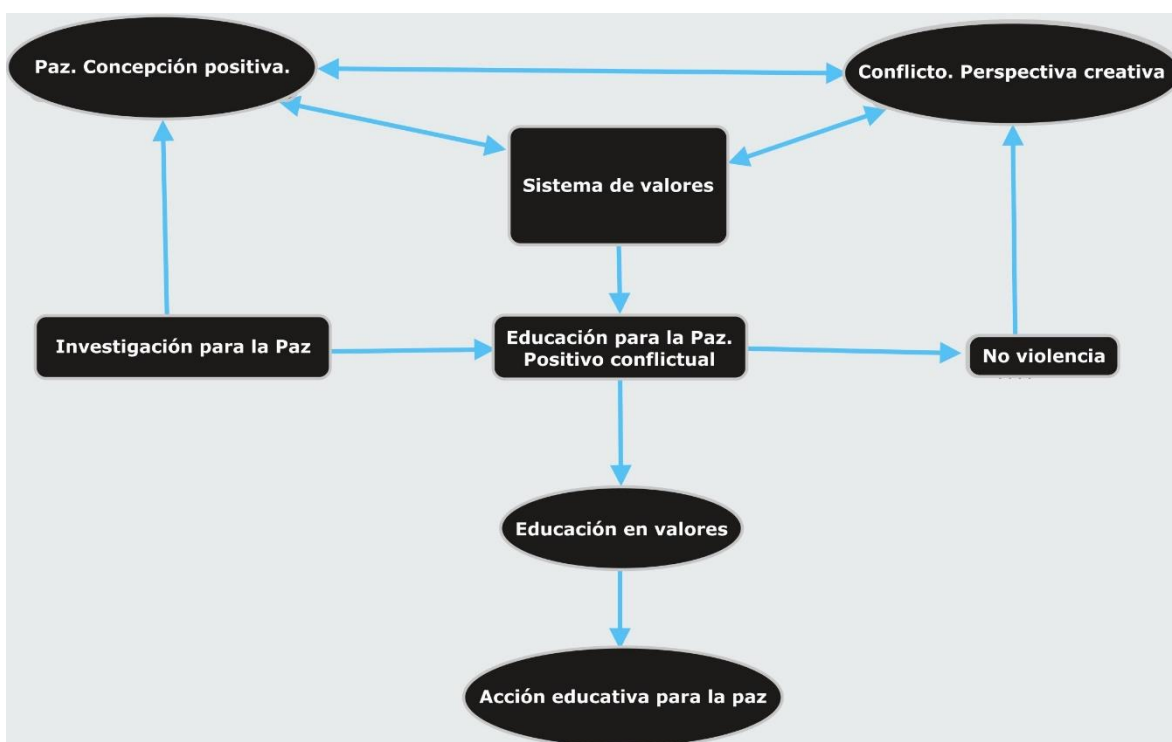 Paz. Concepción positiva.
Conflicto. Perspectiva creativa
Sistema de valores
Investigación para la Paz
Educación para la Paz.
Positivo conflictual
No violencia
Educación en valores
Acción educativa para la paz